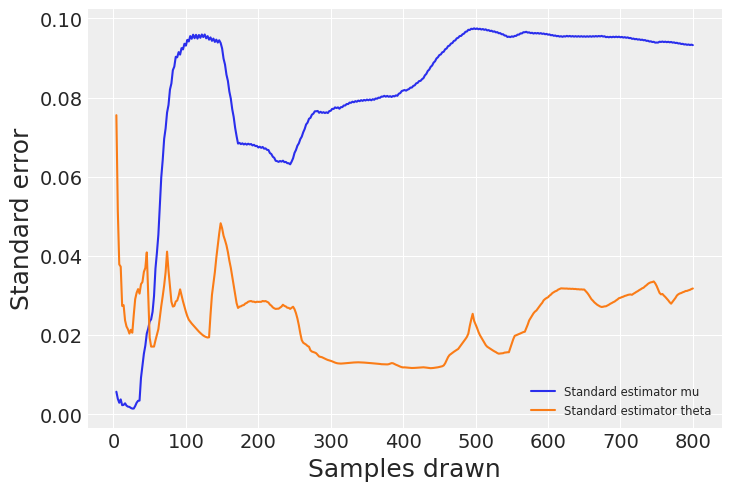 0.10
0.08
0.06
0.04
0.02
0.00
Standard error
0 100 200 300 400 500 600 700 800
Samples drawn
Standard estimator mu
Standard estimator theta